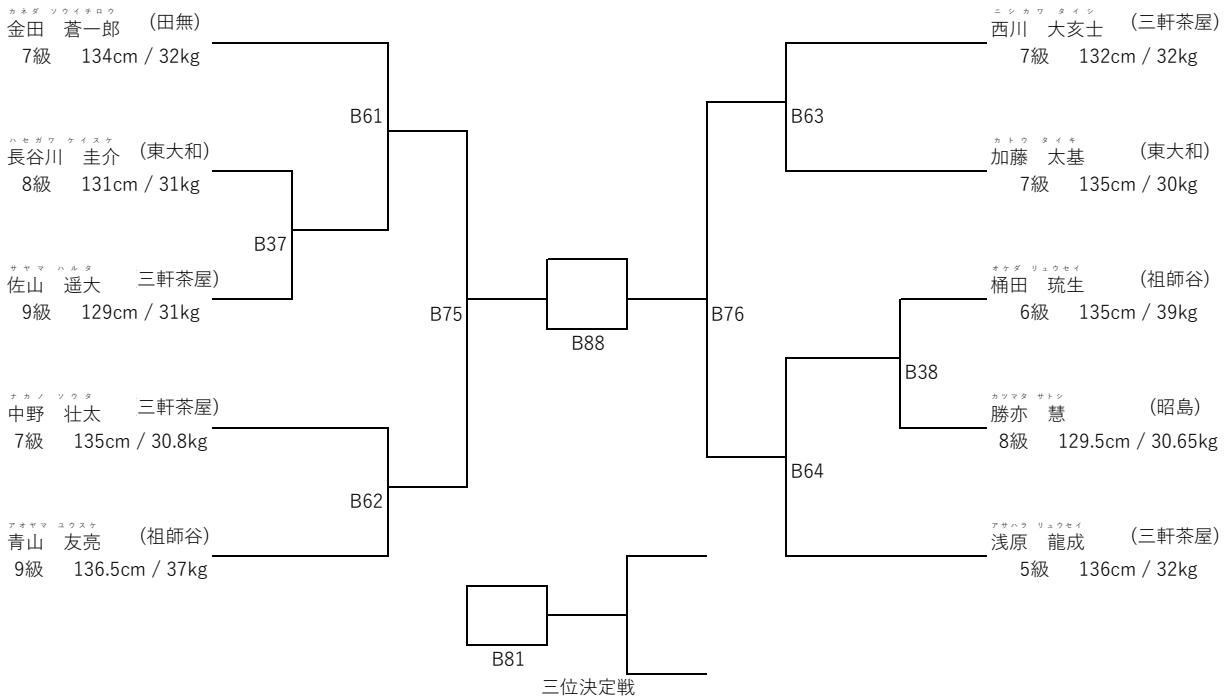 カネダ ソウイチロウ
金田 蒼一郎 (田無)
7級 134cm / 32kg
ハセガワ ケイスケ
長谷川 圭介 (東大和)
8級 131cm / 31kg
サヤマ ハルタ
佐山 遥大 三軒茶屋)
9級 129cm / 31kg
ナカノ ソウタ
中野 壮太 三軒茶屋)
7級 135cm / 30.8kg
アオヤマ ユウスケ
青山 友亮 (祖師谷)
9級 136.5cm / 37kg
B61
B37
B75
B62
B88
B81
三位決定戦
B76
B63
B38
B64
ニシカワ タイシ
西川 大亥士 (三軒茶屋)
7級 132cm / 32kg
カトウ タイキ
加藤 太基 (東大和)
7級 135cm / 30kg
オケダ リュウセイ
桶田 琉生 (祖師谷)
6級 135cm / 39kg
カツマタ サトシ
勝亦 慧 (昭島)
8級 129.5cm / 30.65kg
アサハラ リュウセイ
浅原 龍成 (三軒茶屋)
5級 136cm / 32kg